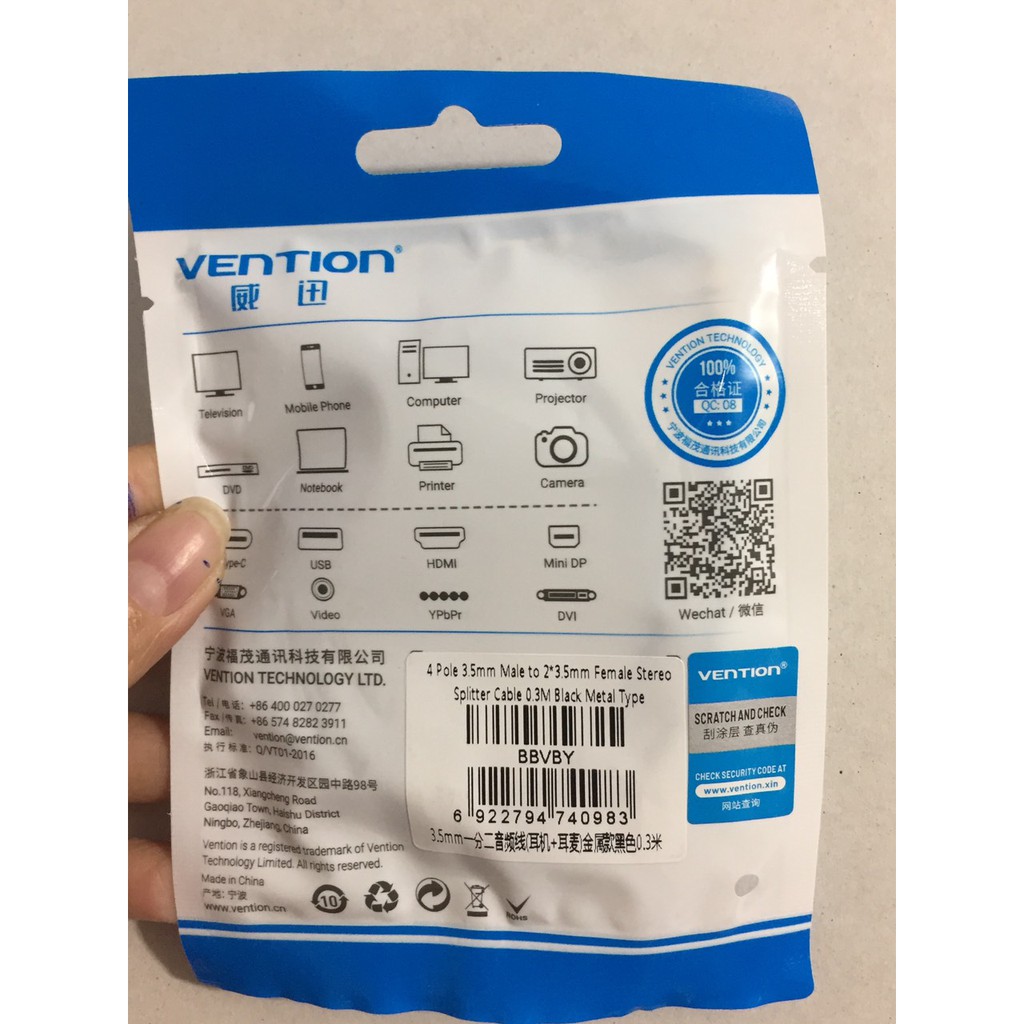 VENTION®
威迅
VENTION TECHNOLOGY
100%
合格证
QC: 08
宁波福茂通讯科技有限公司
Television
Mobile Phone
Computer
Projector
DVD
Notebook
Printer
Camera
ype-C
USB
HDMI
Mini DP
VGA
Video
YPbPr
DVI
Wechat / 微信
宁波福茂通讯科技有限公司
VENTION TECHNOLOGY LTD.
Tel / 电话: +86 400 027 0277
Fax / 传真: +86 574 8282 3911
Email: vention@vention.cn
执行标准: Q/VT01-2016
浙江省象山县经济开发区园中路98号
No.118, Xiangcheng Road
Gaoqiao Town, Haishu District
Ningbo, Zhejiang, China
Vention is a registered trademark of Vention
Technology Limited. All rights reserved.
Made in China
产地: 宁波
www.vention.cn
10
RoHS
4 Pole 3.5mm Male to 2*3.5mm Female Stereo
Splitter Cable 0.3M Black Metal Type
BBVBY
6 922794 740983
3.5mm一分二音频线(耳机+耳麦)金属款黑色0.3米
VENTION®
SCRATCH AND CHECK
刮涂层 查真伪
CHECK SECURITY CODE AT
www.vention.xin
网站查询